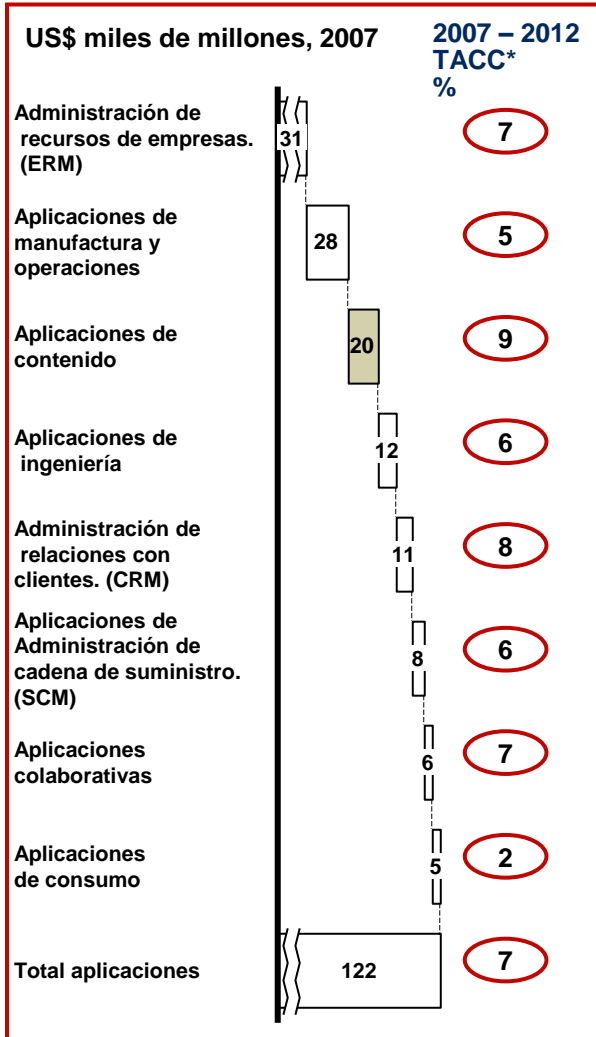 US$ miles de millones, 2007
2007 – 2012
TACC*
%
Administración de
recursos de empresas.
(ERM)
31
7
Aplicaciones de
manufactura y
operaciones
28
5
Aplicaciones de
contenido
20
9
Aplicaciones de
ingeniería
12
6
Administración de
relaciones con
clientes. (CRM)
11
8
Aplicaciones de
Administración de
cadena de suministro.
(SCM)
8
6
Aplicaciones
colaborativas
6
7
Aplicaciones
de consumo
5
2
Total aplicaciones
122
7